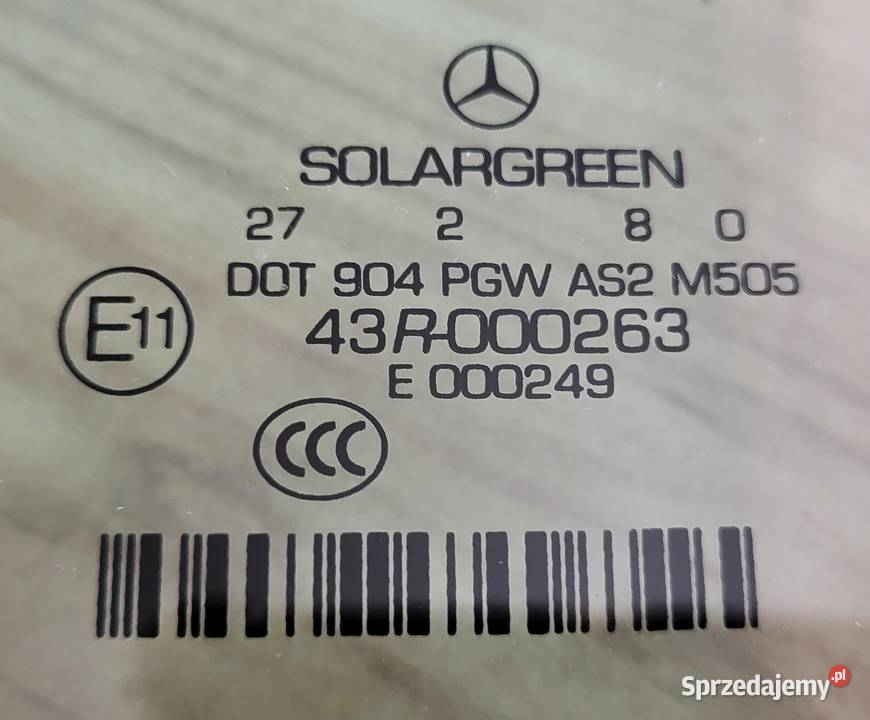 SOLARGREEN
27 2 8 0
DOT 904 PGW AS2 M505
E11
43R-000263
E 000249
CCC
Sprzedajemy.pl